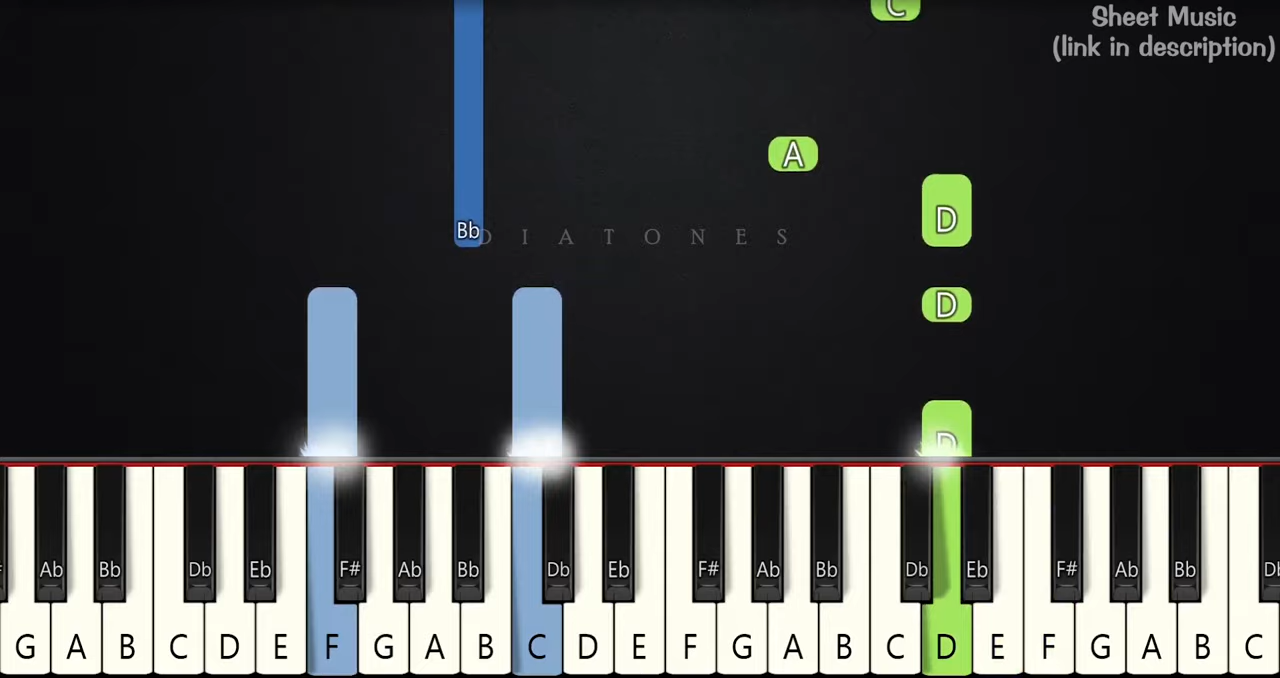 C
Sheet Music
(link in description)
A
D
Bb
D I A T O N E S
D
D
Ab Bb Db Eb F# Ab Bb Db Eb F# Ab Bb Db Eb F# Ab Bb
G A B C D E F G A B C D E F G A B C D E F G A B C